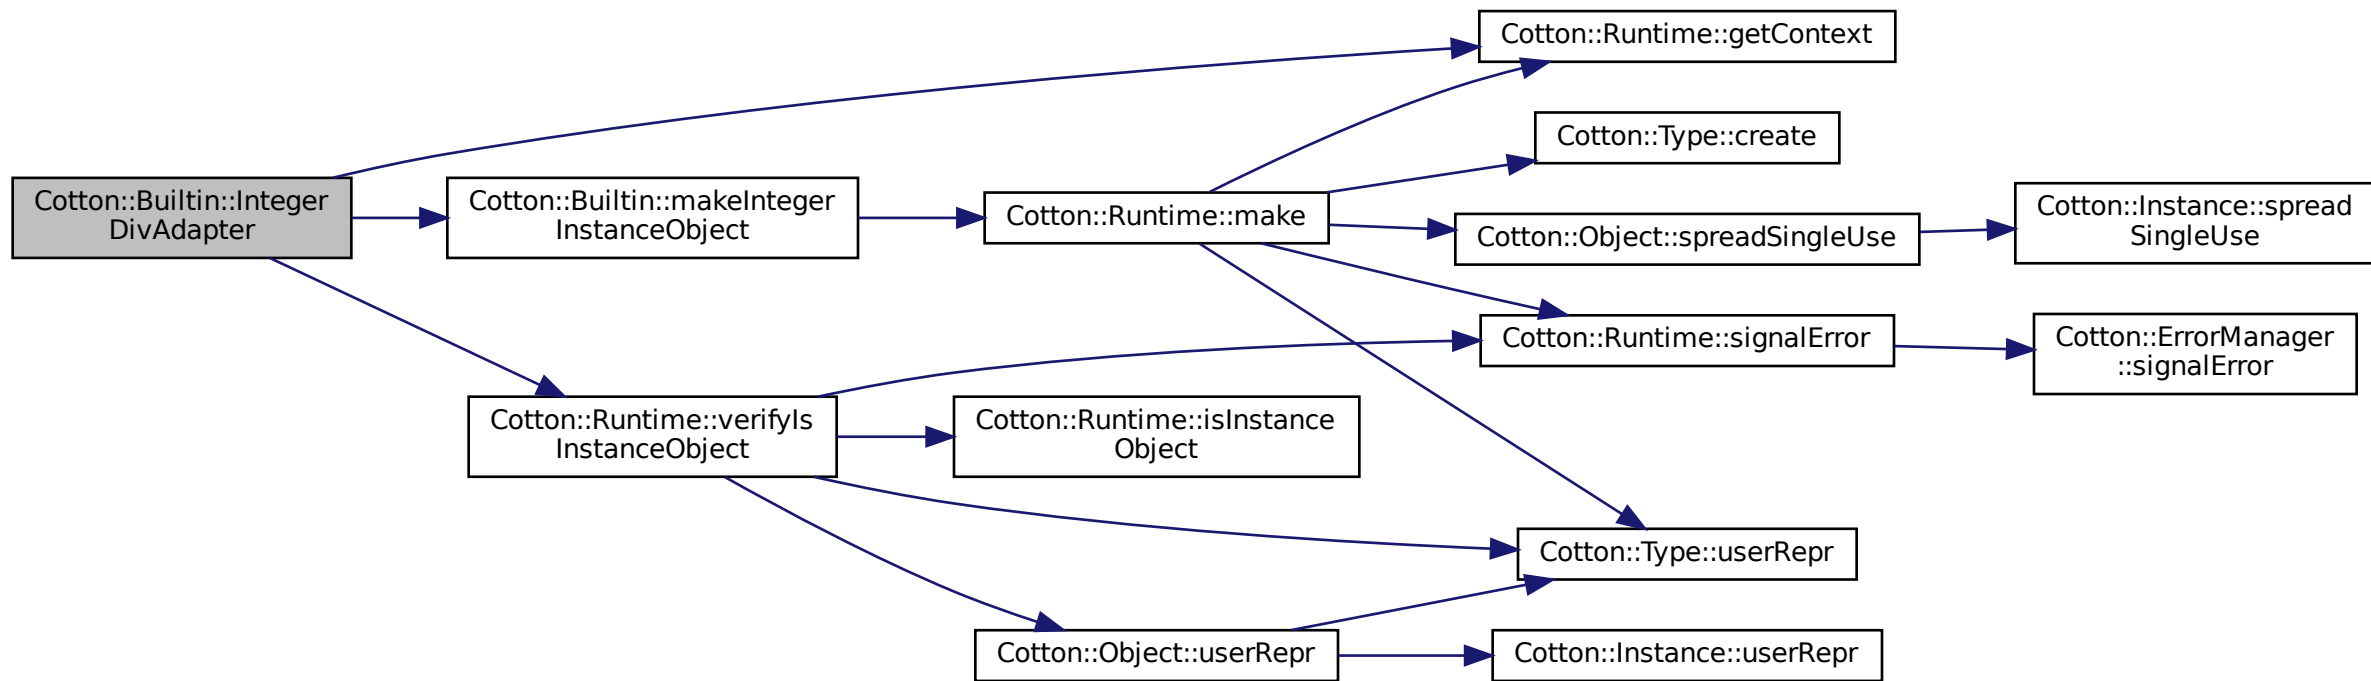 Cotton::Runtime::getContext
Cotton::Type::create
Cotton::Builtin::Integer
DivAdapter
Cotton::Builtin::makeInteger
InstanceObject
Cotton::Runtime::make
Cotton::Object::spreadSingleUse
Cotton::Instance::spread
SingleUse
Cotton::Runtime::signalError
Cotton::ErrorManager
::signalError
Cotton::Runtime::verifyIs
InstanceObject
Cotton::Runtime::isInstance
Object
Cotton::Type::userRepr
Cotton::Object::userRepr
Cotton::Instance::userRepr